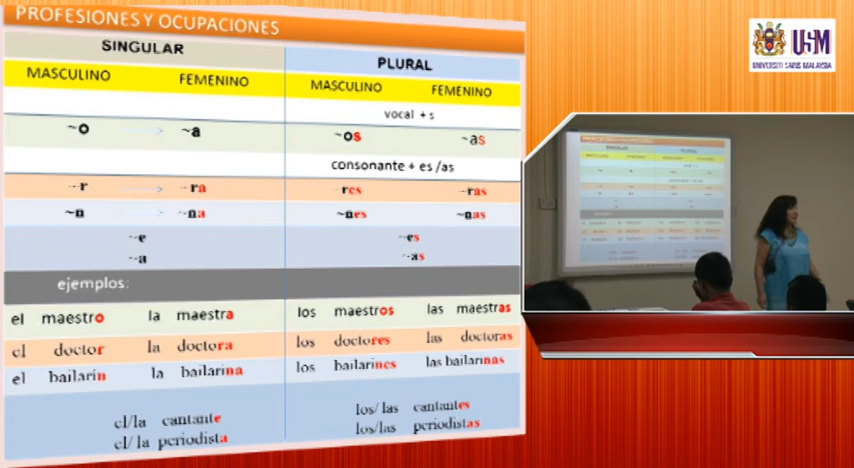 PROFESIONES Y OCUPACIONES
SINGULAR PLURAL
MASCULINO FEMENINO MASCULINO FEMENINO
vocal + s
~o ~a ~os ~as
consonante + es /as
~r ~ra ~res ~ras
~n ~na ~nes ~nas
~e ~es
~a ~as
ejemplos:
el maestro la maestra los maestros las maestras
el doctor la doctora los doctores las doctoras
el bailarín la bailarina los bailarines las bailarinas
el/la cantante los/las cantantes
el/la periodista los/las periodistas
USM
UNIVERSITI SAINS MALAYSIA